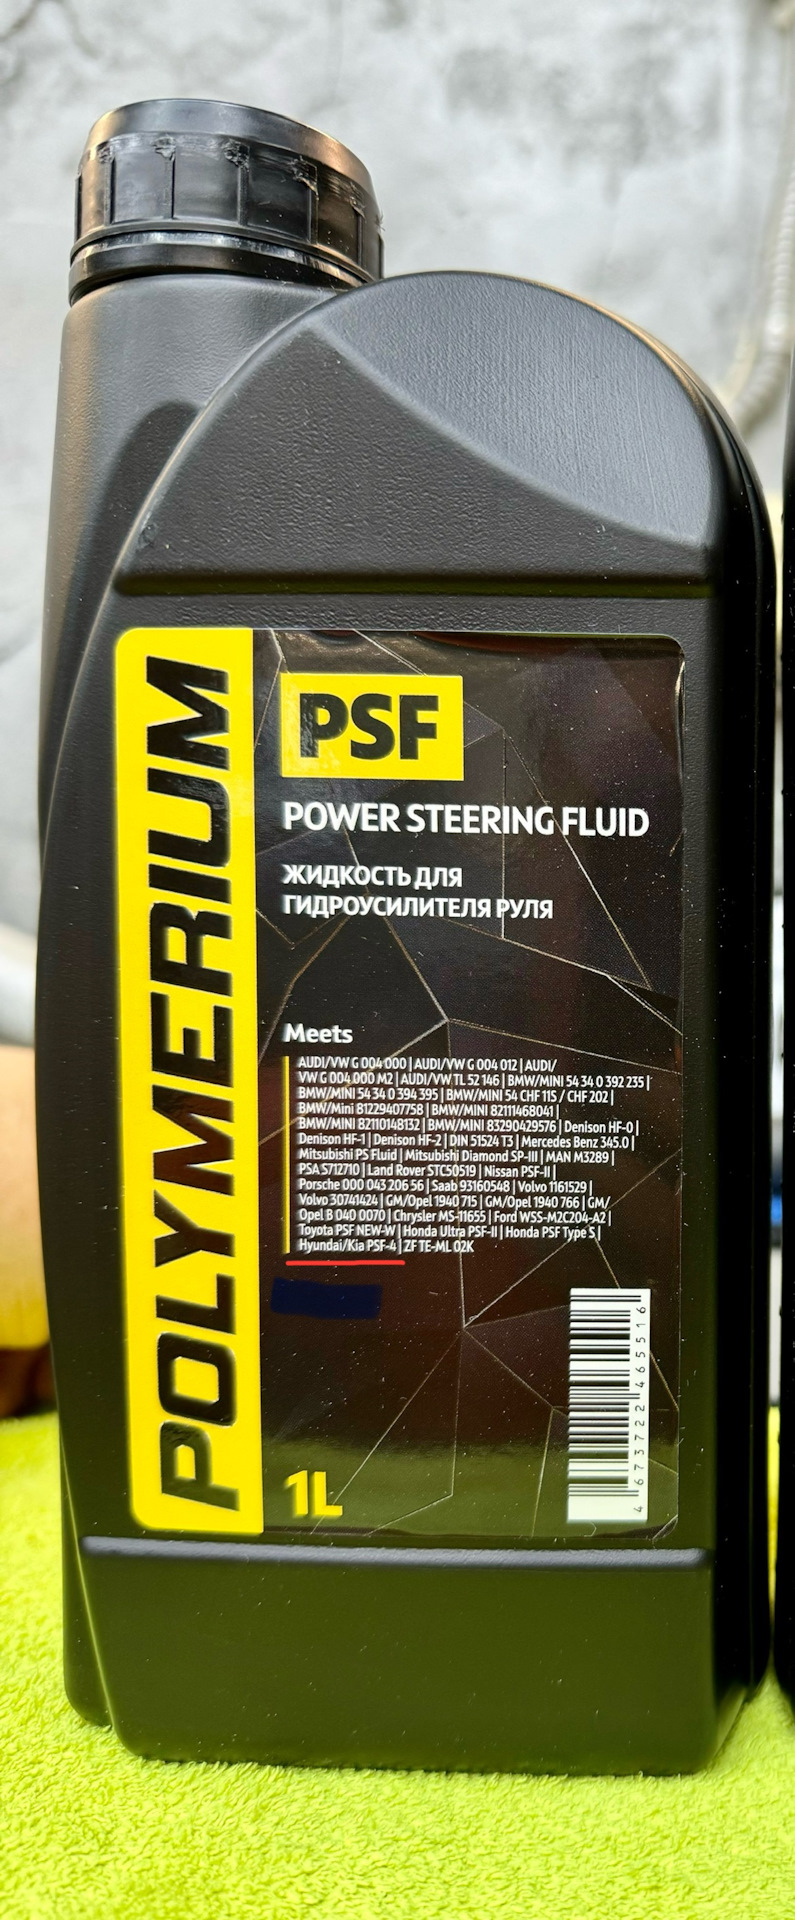 POLYMERIUM
PSF
POWER STEERING FLUID
ЖИДКОСТЬ ДЛЯ
ГИДРОУСИЛИТЕЛЯ РУЛЯ
Meets
AUDI/VW G 004 000 | AUDI/VW G 004 012 | AUDI/
VW G 004 000 M2 | AUDI/VW TL 52 146 | BMW/MINI 54 34 0 392 235 |
BMW/MINI 54 34 0 394 395 | BMW/MINI 54 CHF 11S / CHF 202 |
BMW/Mini 81229407758 | BMW/MINI 82111468041 |
BMW/MINI 82110148132 | BMW/MINI 83290429576 | Denison HF-0 |
Denison HF-1 | Denison HF-2 | DIN 51524 T3 | Mercedes Benz 345.0 |
Mitsubishi PS Fluid | Mitsubishi Diamond SP-III | MAN M3289 |
PSA S712710 | Land Rover STC50519 | Nissan PSF-II |
Porsche 000 043 206 56 | Saab 93160548 | Volvo 1161529 |
Volvo 30741424 | GM/Opel 1940 715 | GM/Opel 1940 766 | GM/
Opel B 040 0070 | Chrysler MS-11655 | Ford WSS-M2C204-A2 |
Toyota PSF NEW-W | Honda Ultra PSF-II | Honda PSF Type S |
Hyundai/Kia PSF-4 | ZF TE-ML 02K
1L
4 673722 465516